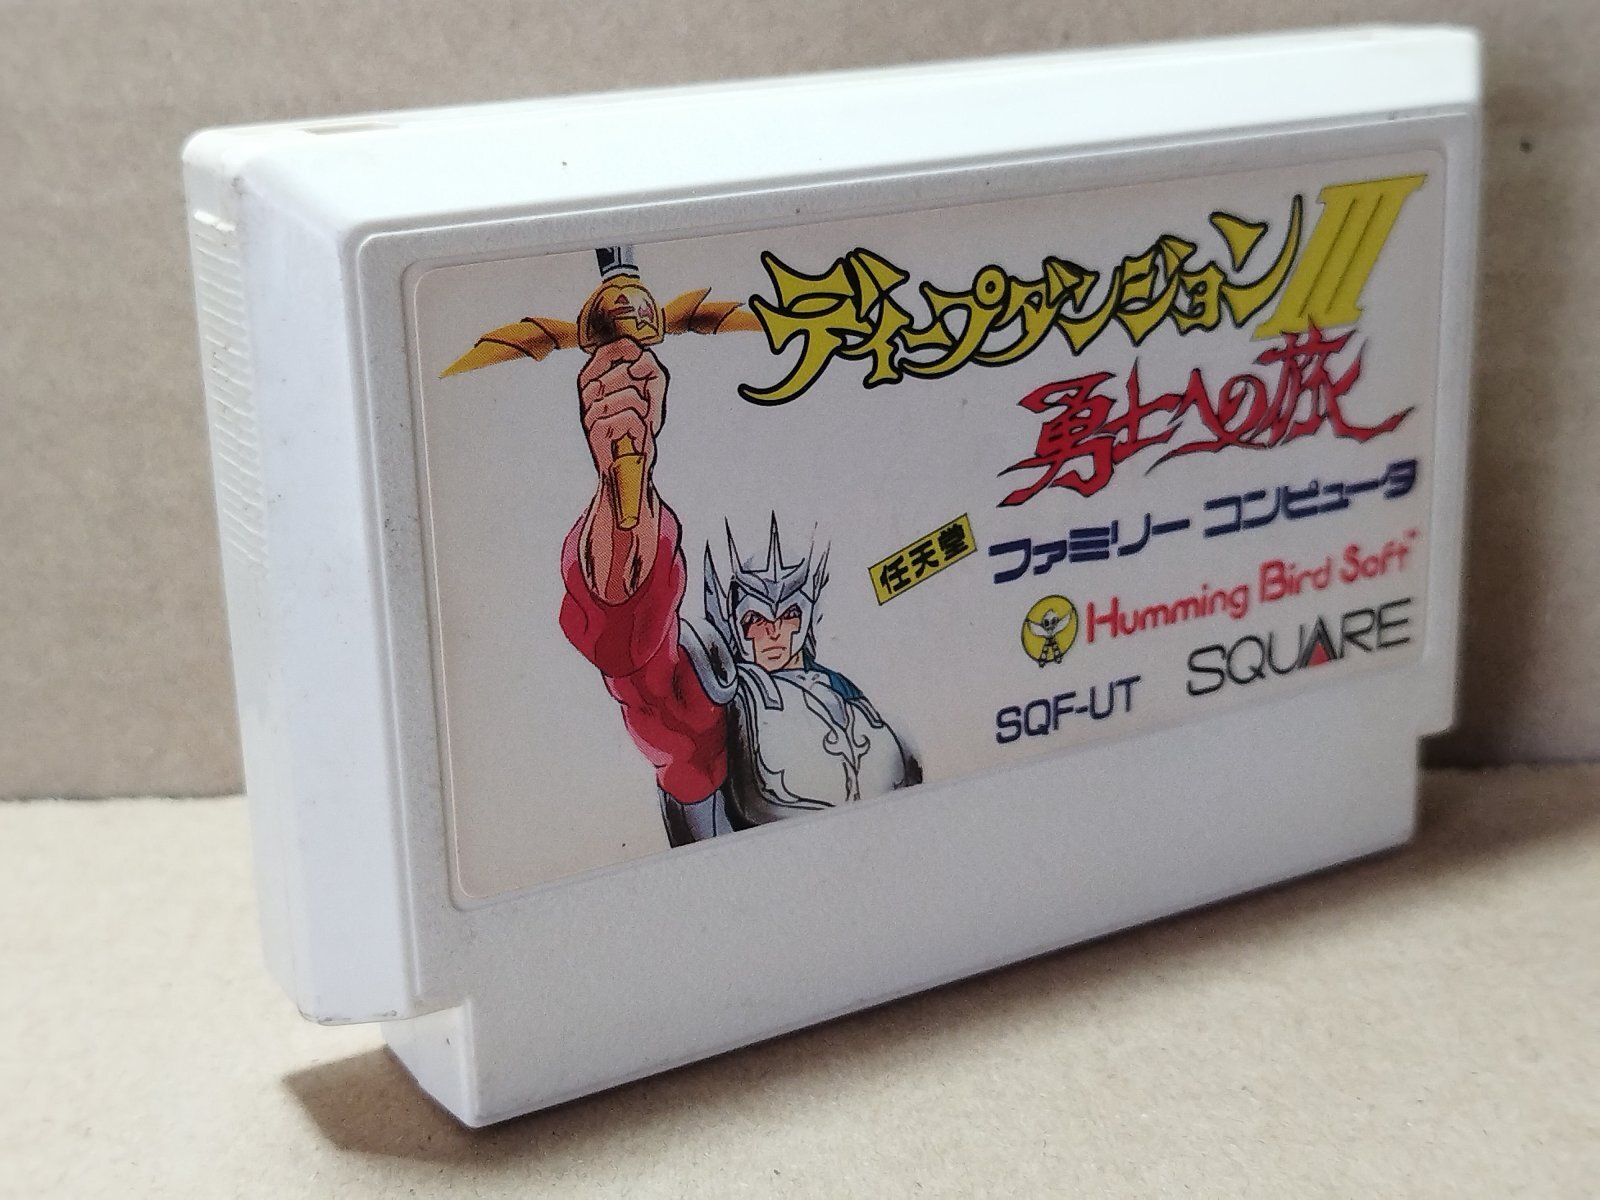 ディープダンジョンIII
勇士への旅
任天堂 ファミリー コンピュータ
Humming Bird Soft™
SQF-UT SQUARE